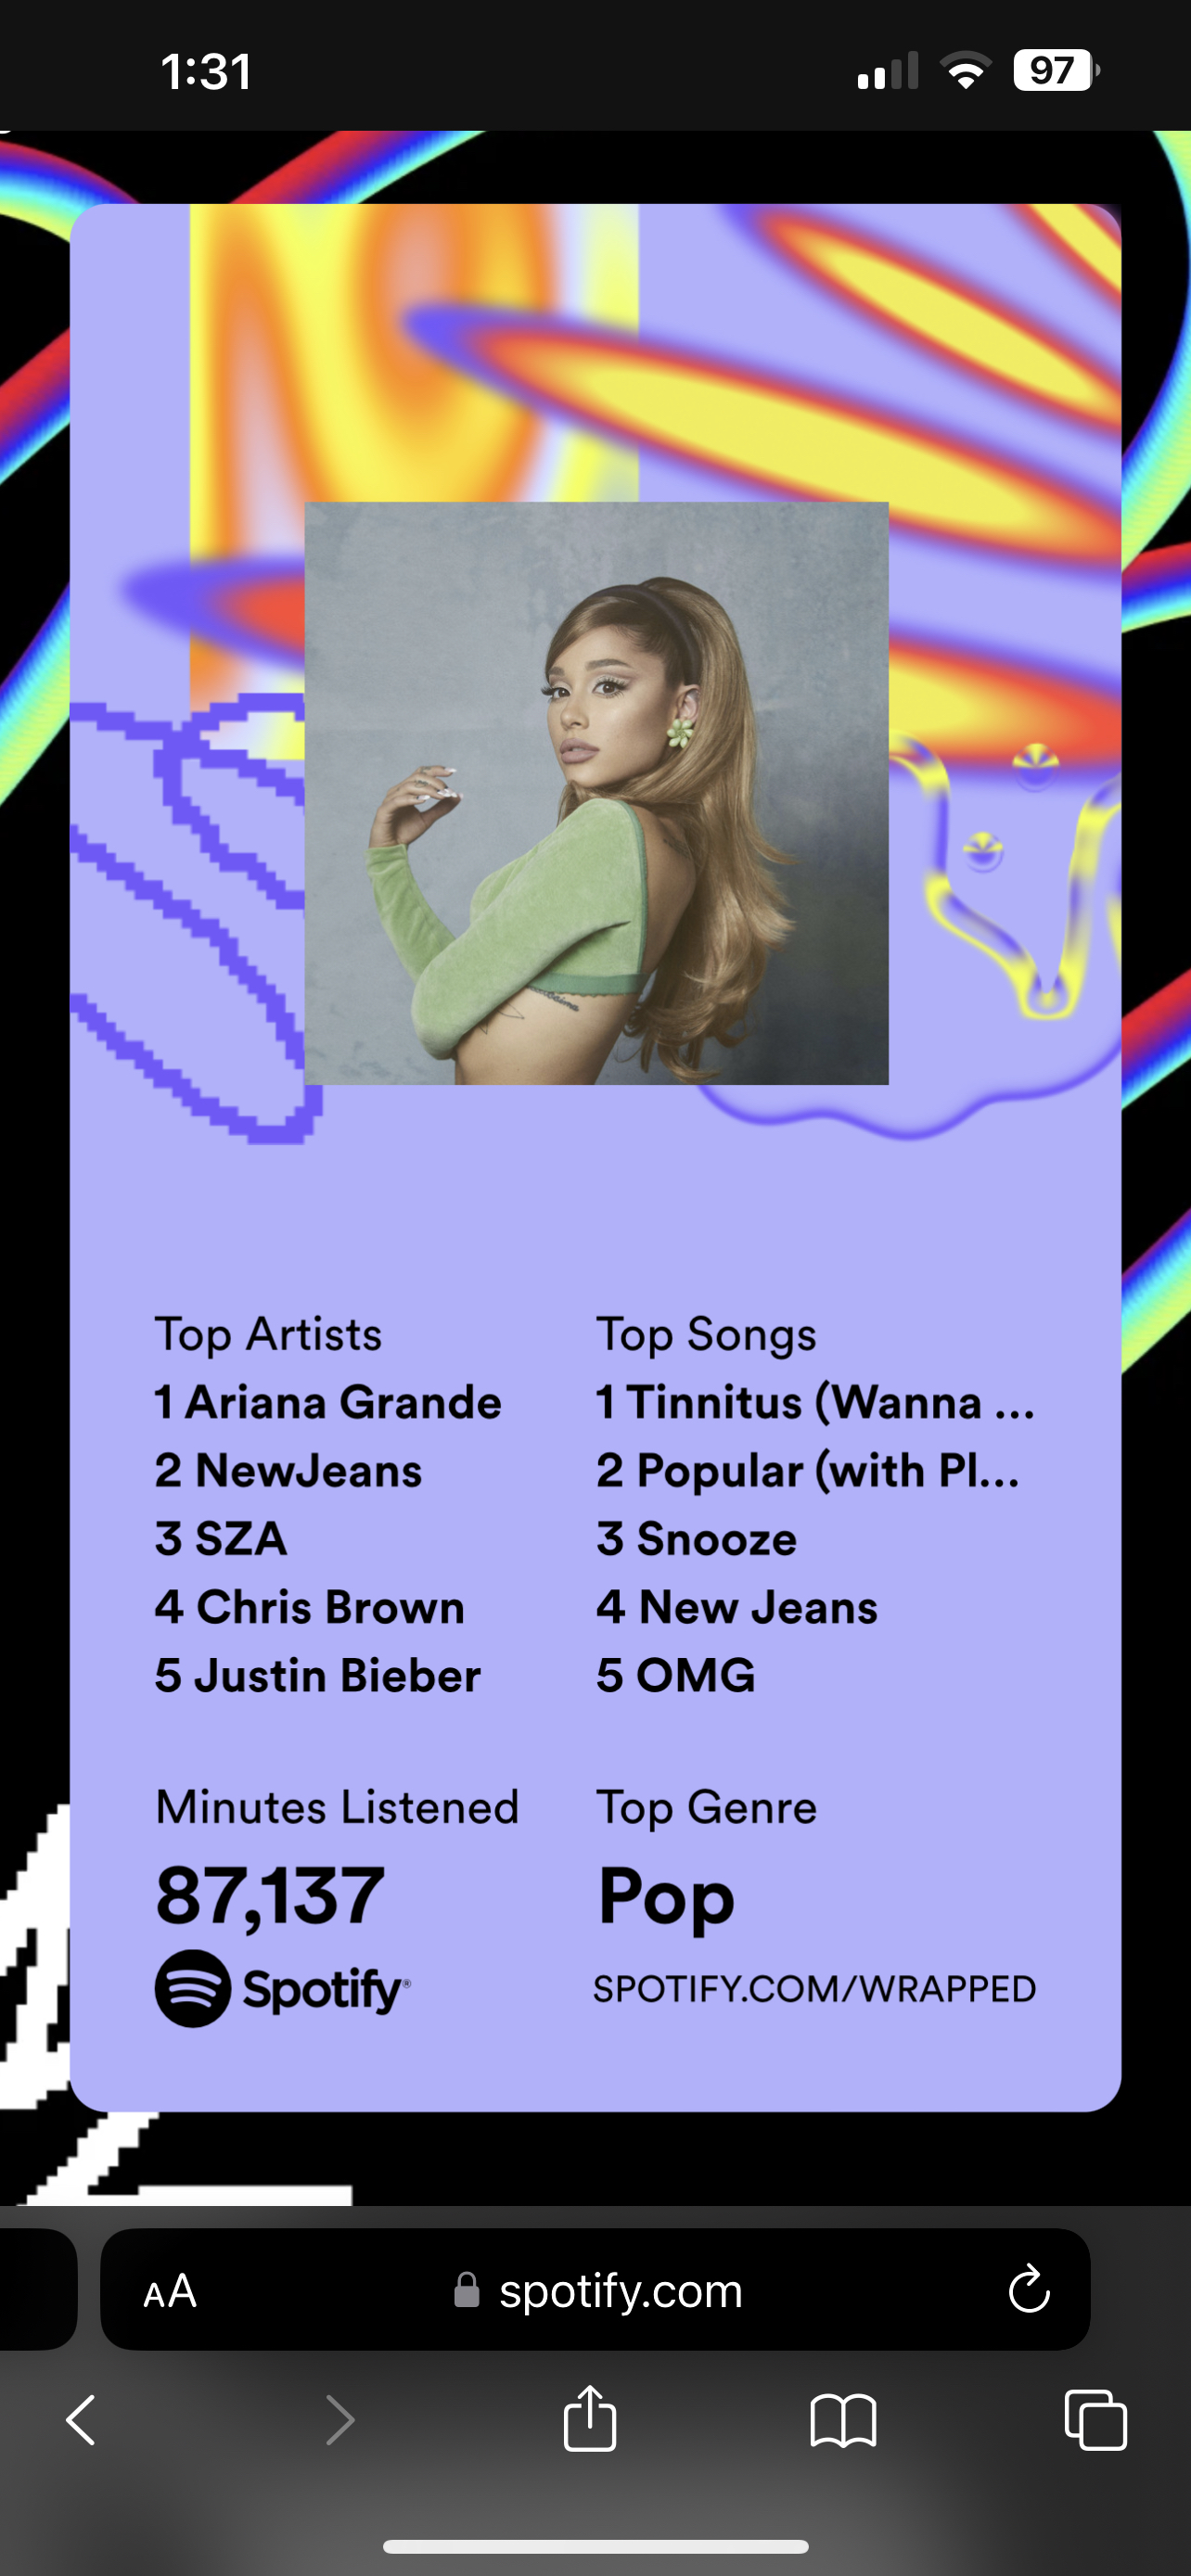 1:31
97
Top Artists
1 Ariana Grande
2 NewJeans
3 SZA
4 Chris Brown
5 Justin Bieber
Top Songs
1 Tinnitus (Wanna ...
2 Popular (with Pl...
3 Snooze
4 New Jeans
5 OMG
Minutes Listened
87,137
Top Genre
Pop
Spotify®
SPOTIFY.COM/WRAPPED
AA
spotify.com